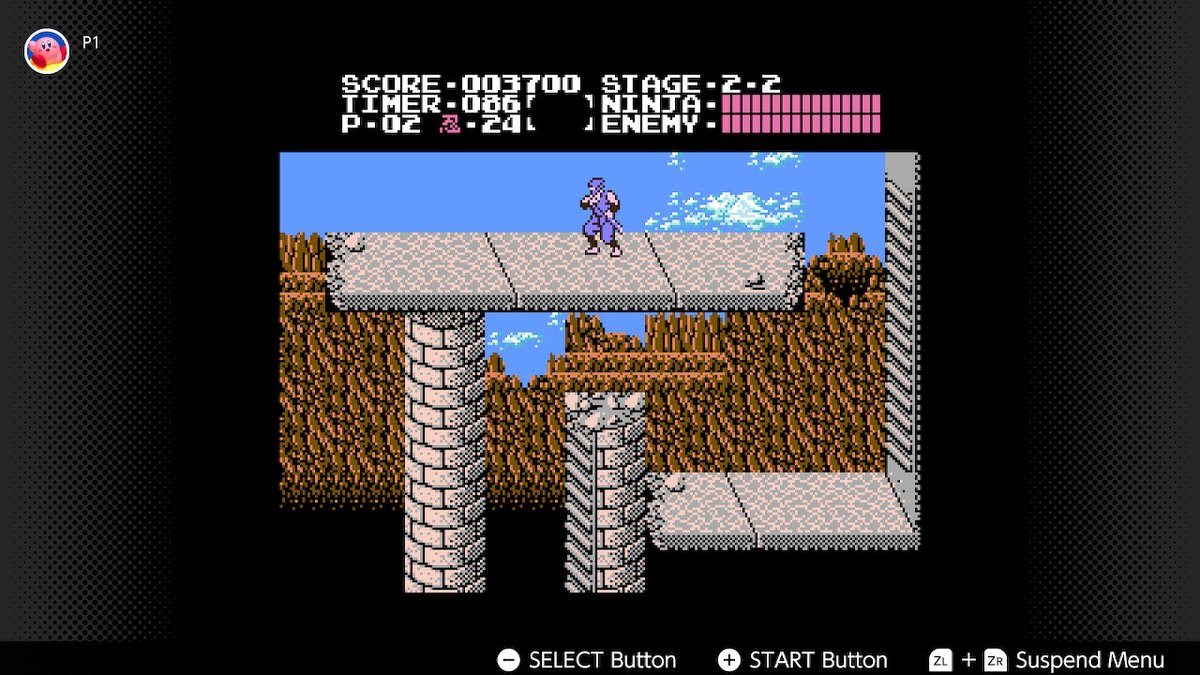 P1
SCORE-003700 STAGE-2-2
TIMER-086 NINJA-
P-02 忍-24 ENEMY-
SELECT Button START Button ZL + ZR Suspend Menu